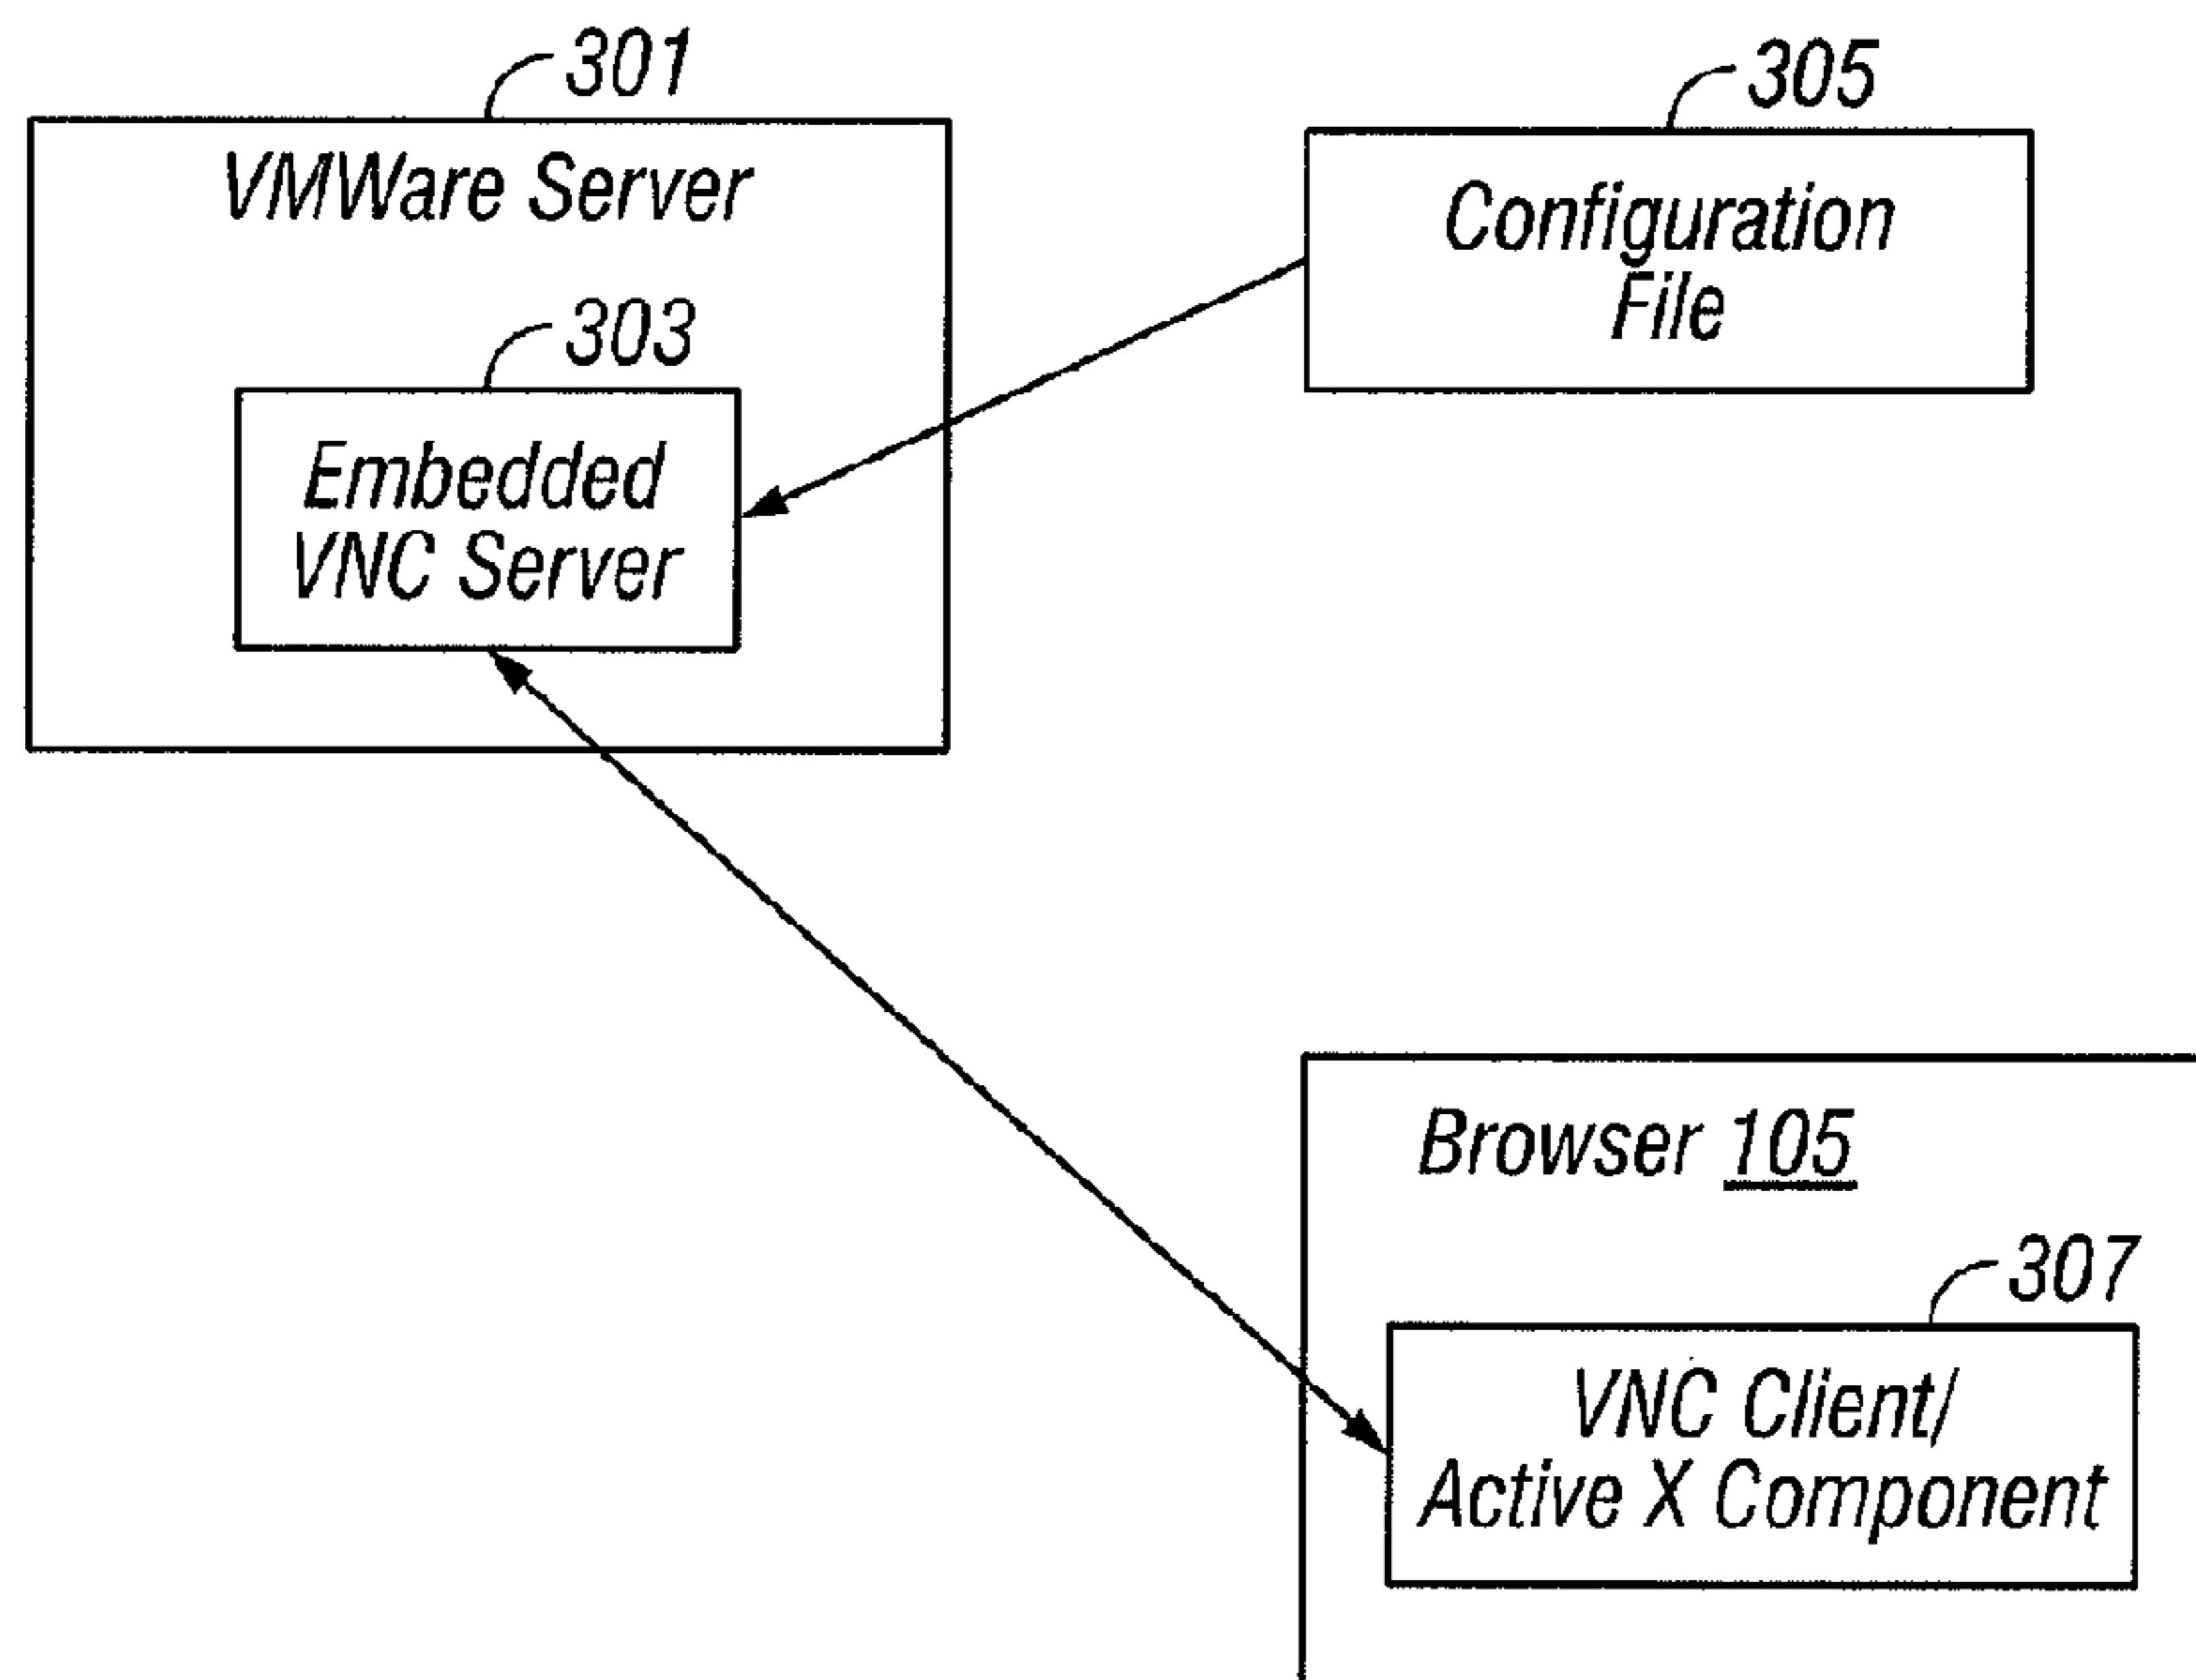 301
VMWare Server
303
Embedded
VNC Server
305
Configuration
File
Browser 105
307
VNC Client/
Active X Component